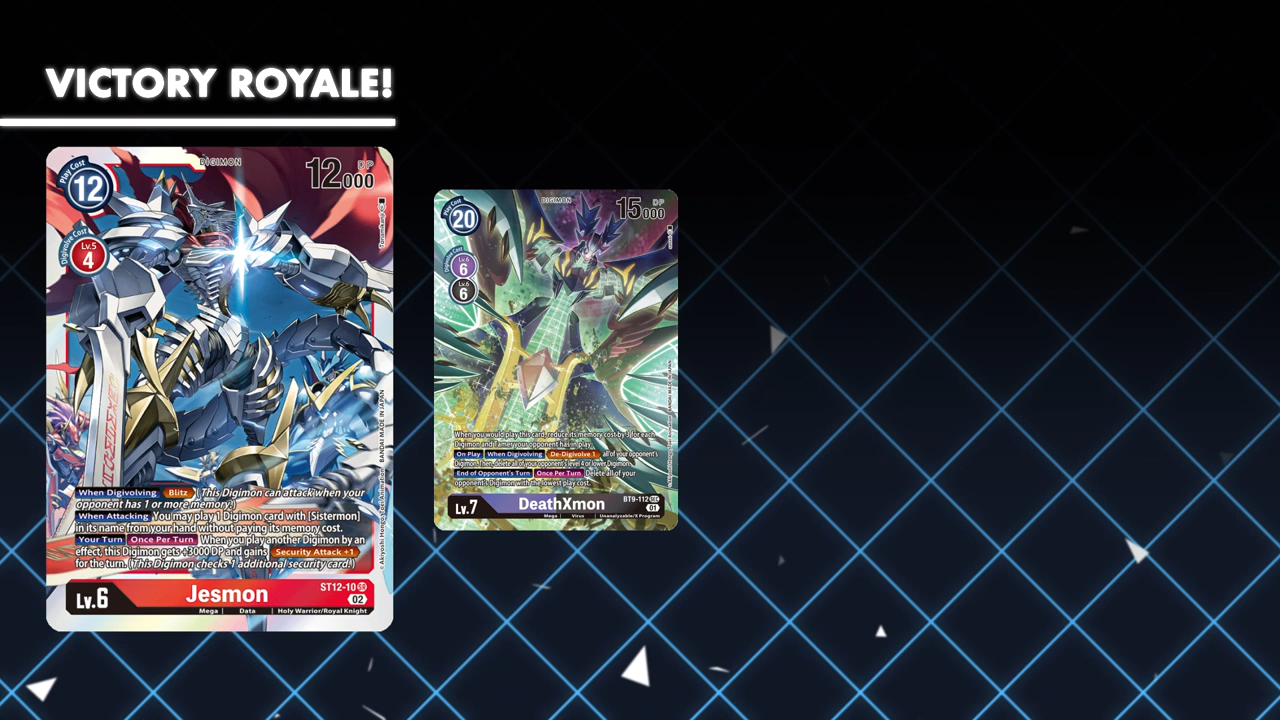 VICTORY ROYALE!
Play Cost
12
DIGIMON
12000
DP
Digivolve Cost
Lv.5
4
When Digivolving Blitz (This Digimon can attack when your
opponent has 1 or more memory.)
When Attacking You may play 1 Digimon card with [Sistermon]
in its name from your hand without paying its memory cost.
Your Turn Once Per Turn When you play another Digimon by an
effect, this Digimon gets +3000 DP and gains Security Attack +1
for the turn. (This Digimon checks 1 additional security card.)
BANDAI MADE IN JAPAN
Lv.6
Jesmon
ST12-10
02
Mega | Data | Holy Warrior/Royal Knight
Play Cost
20
DIGIMON
15000
DP
Digivolve Cost
Lv.6
6
Lv.6
6
When you would play this card, reduce its memory cost by 3 for each
Digimon and Tamer your opponent has in play.
On Play When Digivolving De-Digivolve 1 all of your opponent's
Digimon. Then, delete all of your opponent's level 4 or lower Digimon.
End of Opponent's Turn Once Per Turn Delete all of your
opponent's Digimon with the lowest play cost.
Lv.7
DeathXmon
BT9-112 SEC
01
Mega | Virus | Unanalyzable/X Program